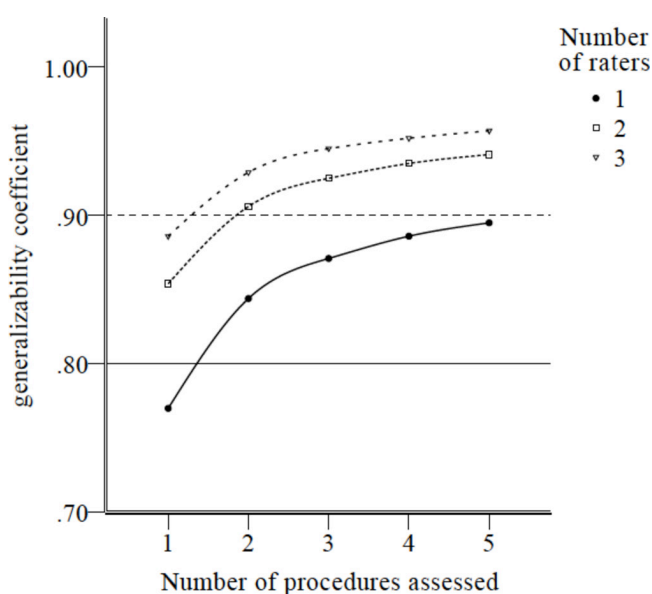 Number
of raters
1
2
3
generalizability coefficient
1.00
.90
.80
.70
1 2 3 4 5
Number of procedures assessed